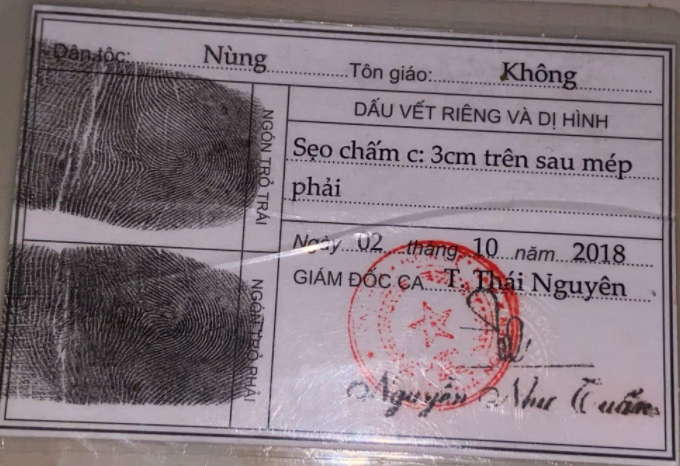 Dân tộc: Nùng Tôn giáo: Không
NGÓN TRỎ TRÁI
NGÓN TRỎ PHẢI
DẤU VẾT RIÊNG VÀ DỊ HÌNH
Sẹo chấm c: 3cm trên sau mép
phải
Ngày 02 tháng 10 năm 2018
GIÁM ĐỐC CA T. Thái Nguyên
Nguyễn Như Tuấn